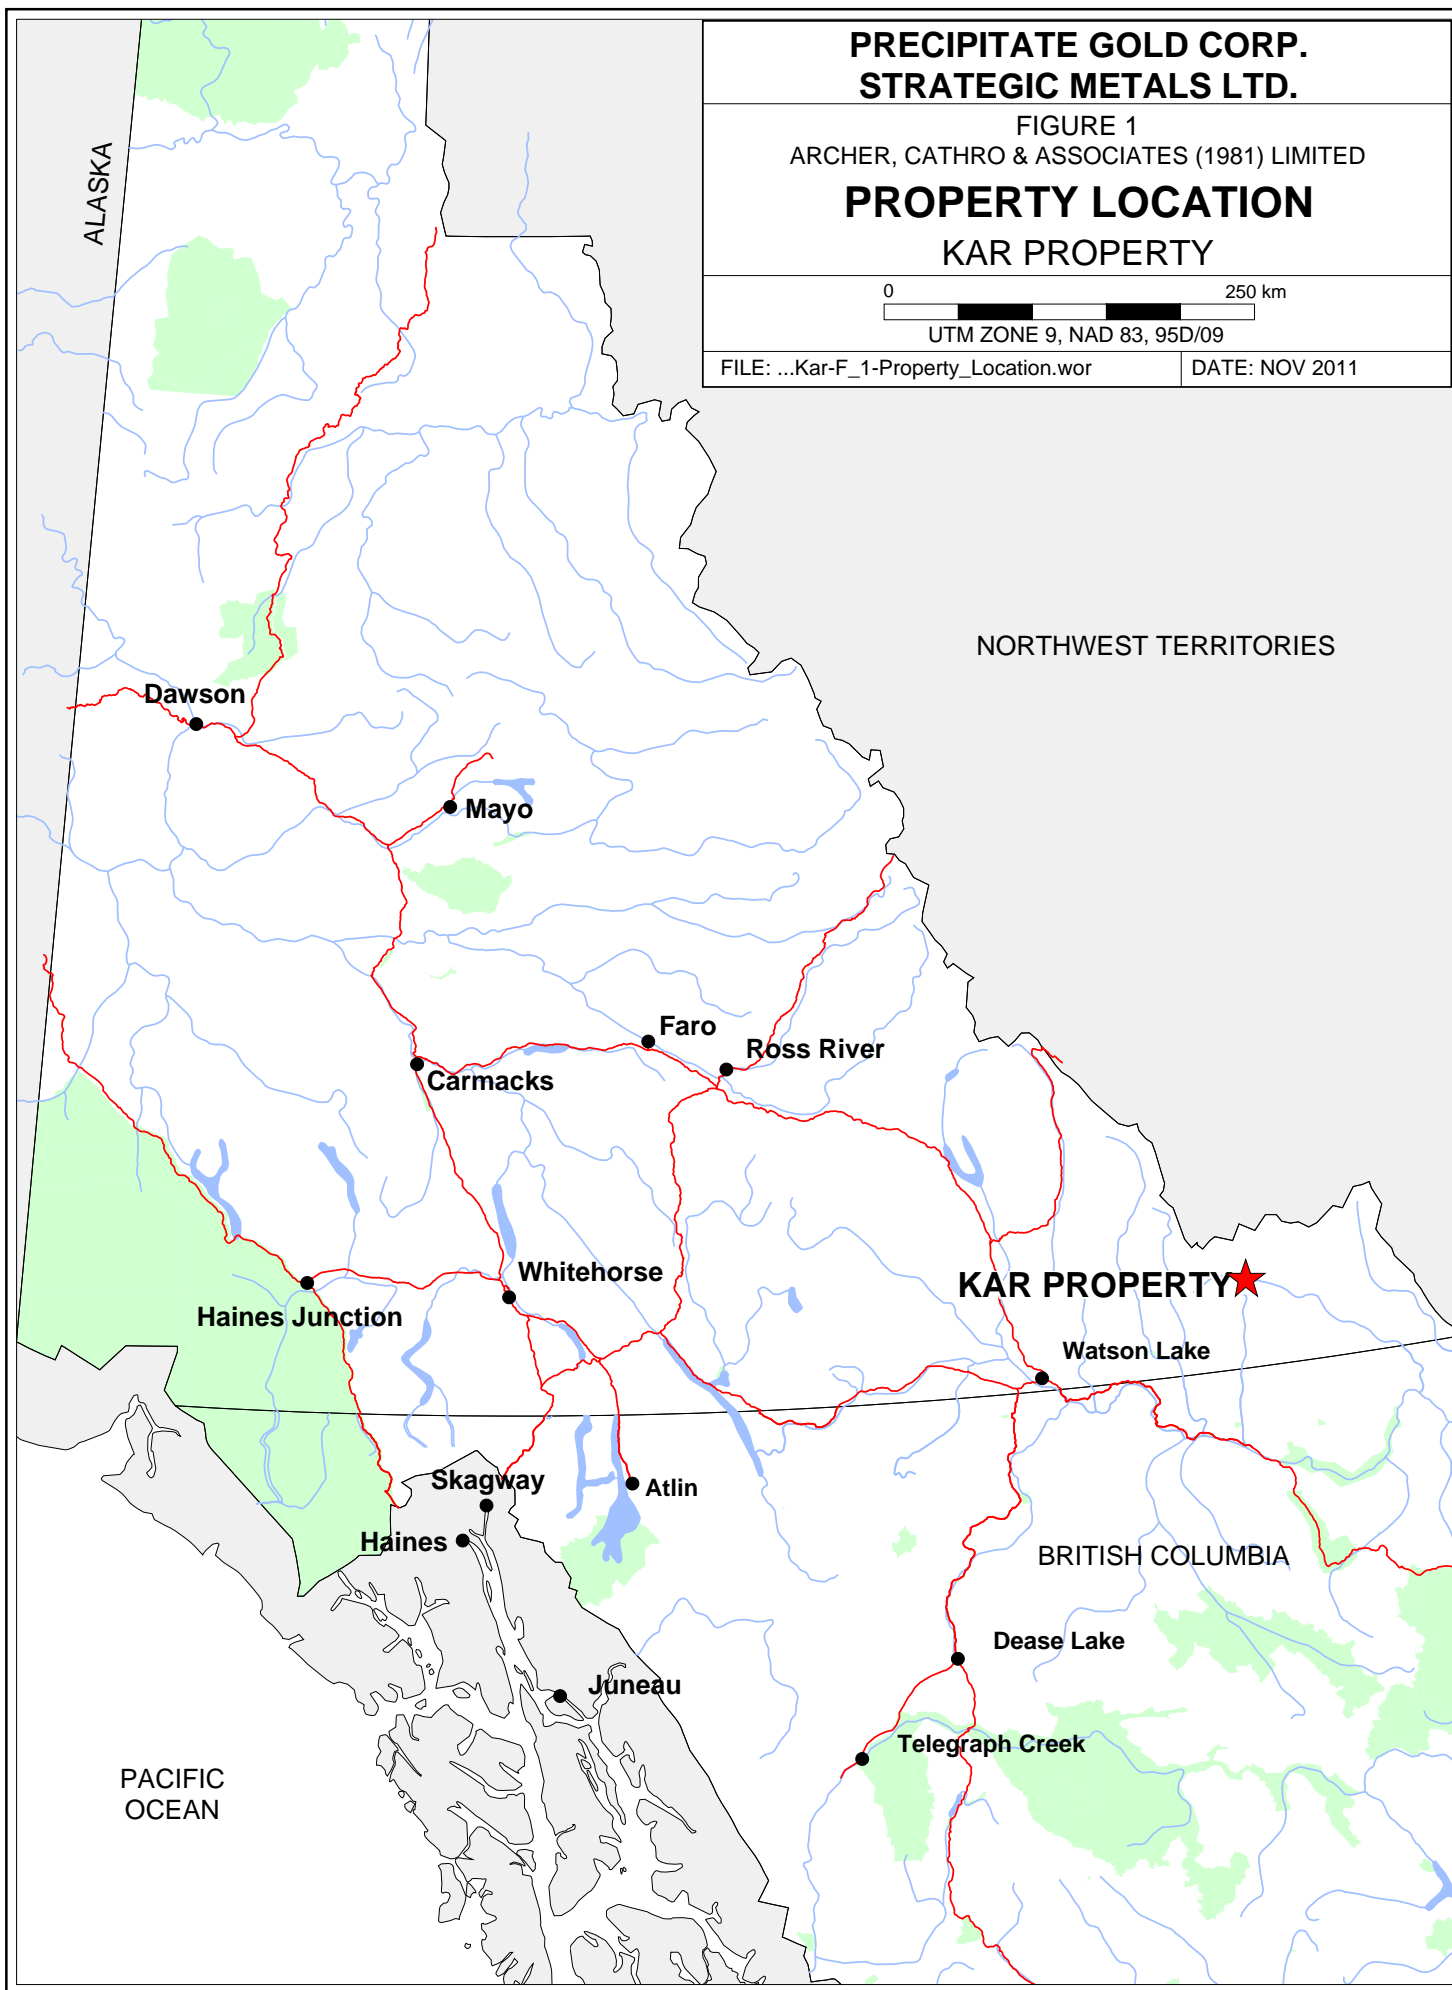 PRECIPITATE GOLD CORP.
STRATEGIC METALS LTD.
FIGURE 1
ARCHER, CATHRO & ASSOCIATES (1981) LIMITED
PROPERTY LOCATION
KAR PROPERTY
0 250 km
UTM ZONE 9, NAD 83, 95D/09
FILE: ...Kar-F_1-Property_Location.wor
DATE: NOV 2011
ALASKA
NORTHWEST TERRITORIES
Dawson
Mayo
Faro
Ross River
Carmacks
Whitehorse
KAR PROPERTY
Haines Junction
Watson Lake
Skagway
Atlin
Haines
BRITISH COLUMBIA
Dease Lake
Juneau
Telegraph Creek
PACIFIC
OCEAN